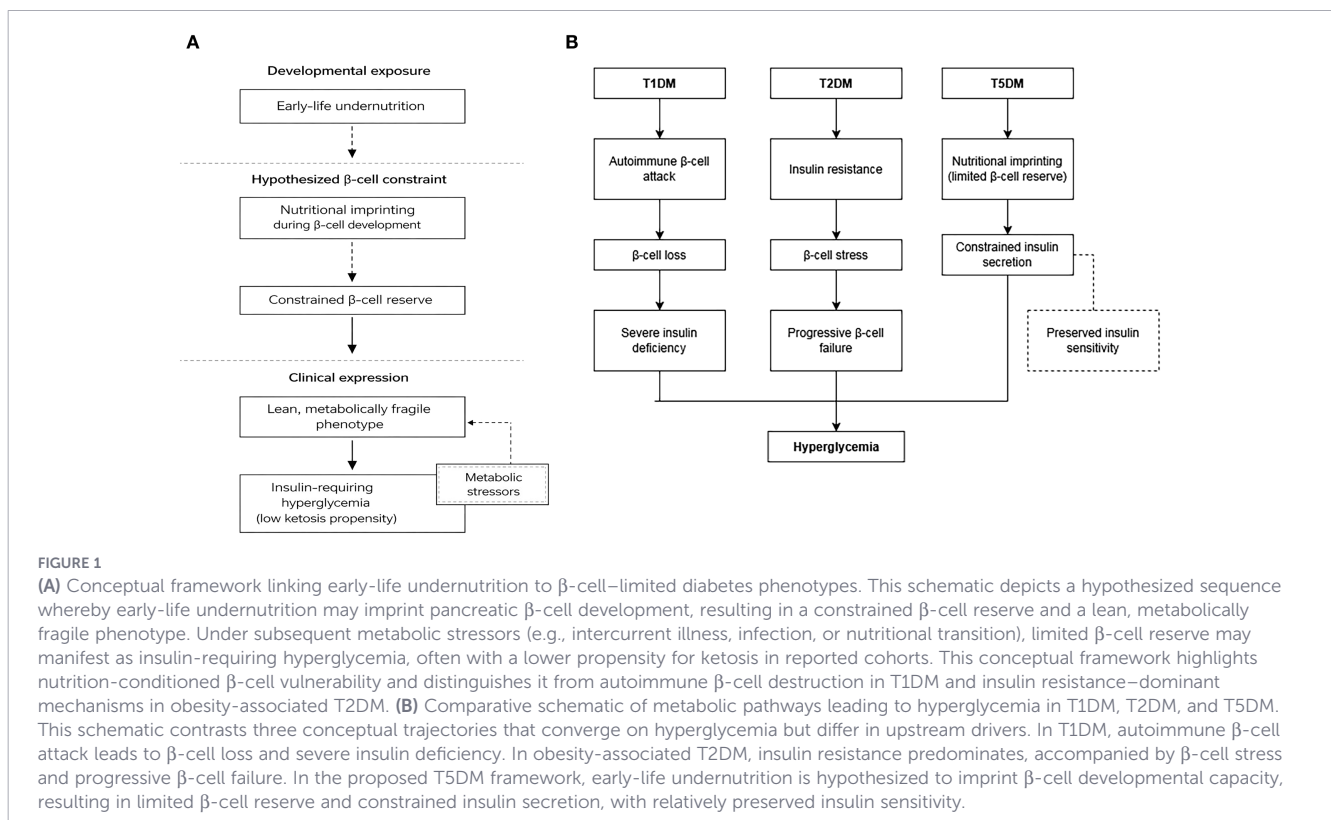 A
Developmental exposure
Early-life undernutrition
Hypothesized β-cell constraint
Nutritional imprinting
during β-cell development
Constrained β-cell reserve
Clinical expression
Lean, metabolically fragile
phenotype
Insulin-requiring
hyperglycemia
(low ketosis propensity)
Metabolic
stressors
B
T1DM
Autoimmune β-cell
attack
β-cell loss
Severe insulin
deficiency
T2DM
Insulin resistance
β-cell stress
Progressive β-cell
failure
T5DM
Nutritional imprinting
(limited β-cell reserve)
Constrained insulin
secretion
Preserved insulin
sensitivity
Hyperglycemia
FIGURE 1
(A) Conceptual framework linking early-life undernutrition to β-cell–limited diabetes phenotypes. This schematic depicts a hypothesized sequence
whereby early-life undernutrition may imprint pancreatic β-cell development, resulting in a constrained β-cell reserve and a lean, metabolically
fragile phenotype. Under subsequent metabolic stressors (e.g., intercurrent illness, infection, or nutritional transition), limited β-cell reserve may
manifest as insulin-requiring hyperglycemia, often with a lower propensity for ketosis in reported cohorts. This conceptual framework highlights
nutrition-conditioned β-cell vulnerability and distinguishes it from autoimmune β-cell destruction in T1DM and insulin resistance–dominant
mechanisms in obesity-associated T2DM. (B) Comparative schematic of metabolic pathways leading to hyperglycemia in T1DM, T2DM, and T5DM.
This schematic contrasts three conceptual trajectories that converge on hyperglycemia but differ in upstream drivers. In T1DM, autoimmune β-cell
attack leads to β-cell loss and severe insulin deficiency. In obesity-associated T2DM, insulin resistance predominates, accompanied by β-cell stress
and progressive β-cell failure. In the proposed T5DM framework, early-life undernutrition is hypothesized to imprint β-cell developmental capacity,
resulting in limited β-cell reserve and constrained insulin secretion, with relatively preserved insulin sensitivity.